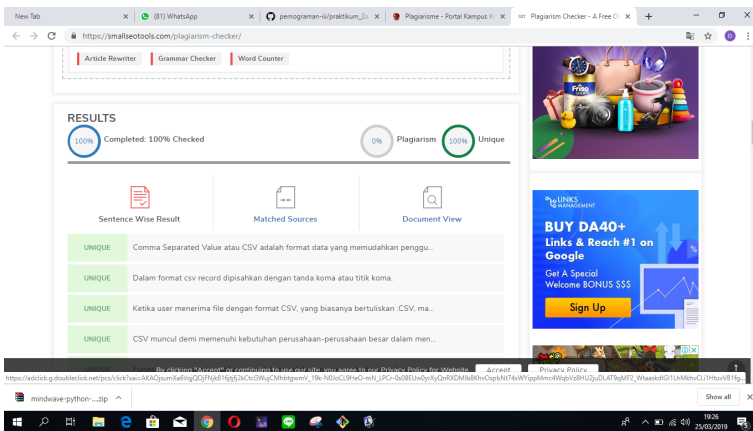 New Tab
(81) WhatsApp
pemograman-iii/praktikum_2a
Plagiarisme - Portal Kampus K
Plagiarism Checker - A Free O
https://smallseotools.com/plagiarism-checker/
Article Rewriter
Grammar Checker
Word Counter
RESULTS
100%
Completed: 100% Checked
0%
Plagiarism
100%
Unique
Sentence Wise Result
Matched Sources
Document View
UNIQUE
Comma Separated Value atau CSV adalah format data yang memudahkan penggu...
UNIQUE
Dalam format csv record dipisahkan dengan tanda koma atau titik koma.
UNIQUE
Ketika user menerima file dengan format CSV, yang biasanya bertuliskan .CSV, ma...
UNIQUE
CSV muncul demi memenuhi kebutuhan perusahaan-perusahaan besar dalam men...
Friso
LINKS
MANAGEMENT
BUY DA40+
Links & Reach #1 on
Google
Get A Special
Welcome BONUS $$$
Sign Up
By clicking "Accept" or continuing to use our site, you agree to our Privacy Policy for Website
Accept
Privacy Policy
mindwave-python-....zip
Show all
19:26
25/03/2019